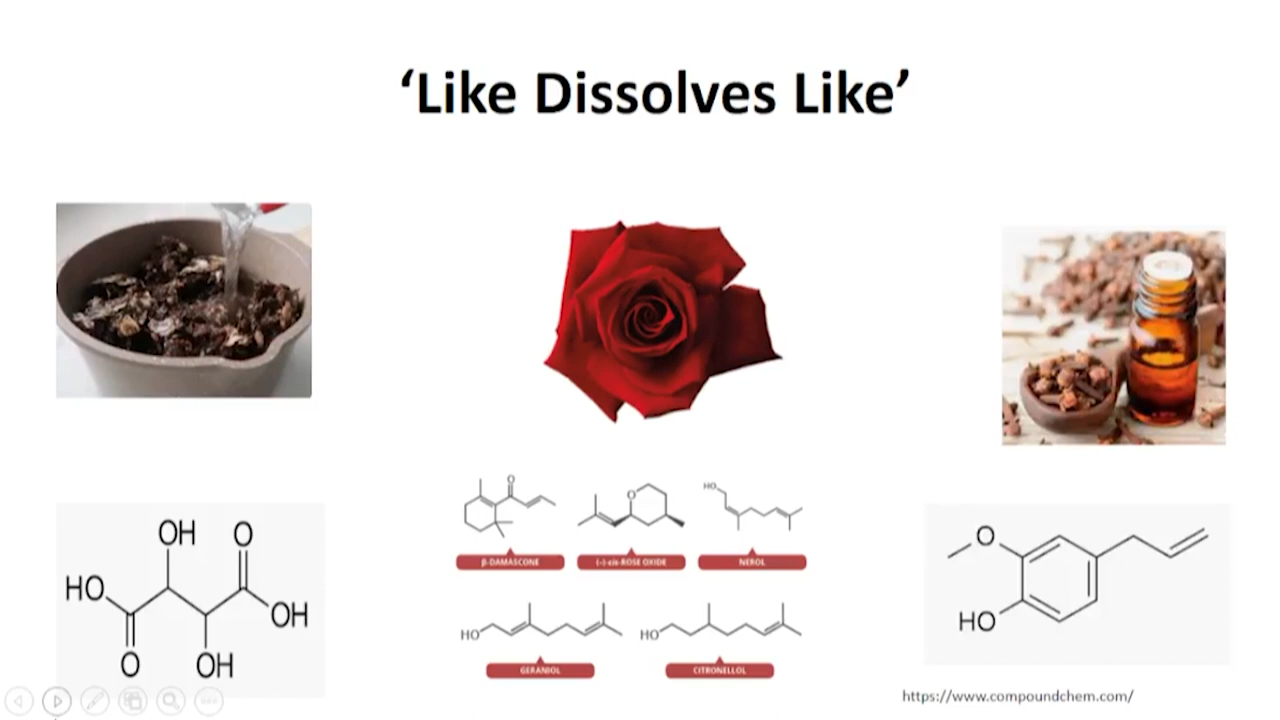 ‘Like Dissolves Like’
OH
O
HO
OH
O
OH
O
O
HO
β-DAMASCONE
(–)-cis-ROSE OXIDE
NEROL
HO
HO
GERANIOL
CITRONELLOL
O
HO
https://www.compoundchem.com/